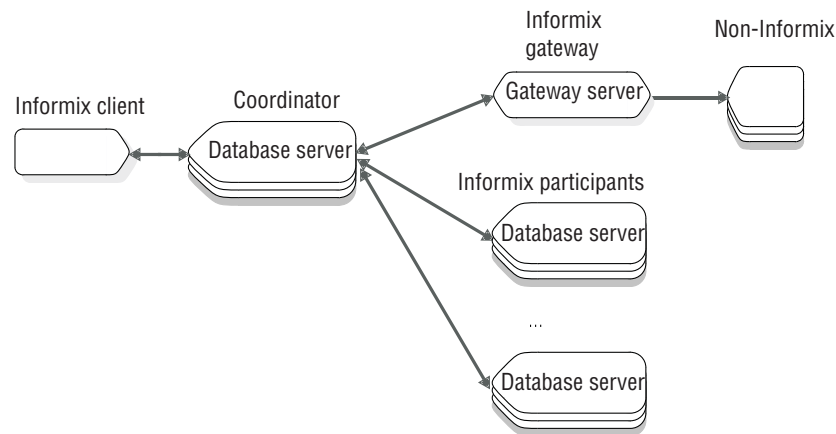 Informix
gateway
Non-Informix
Informix client
Coordinator
Gateway server
Database server
Informix participants
Database server
...
Database server